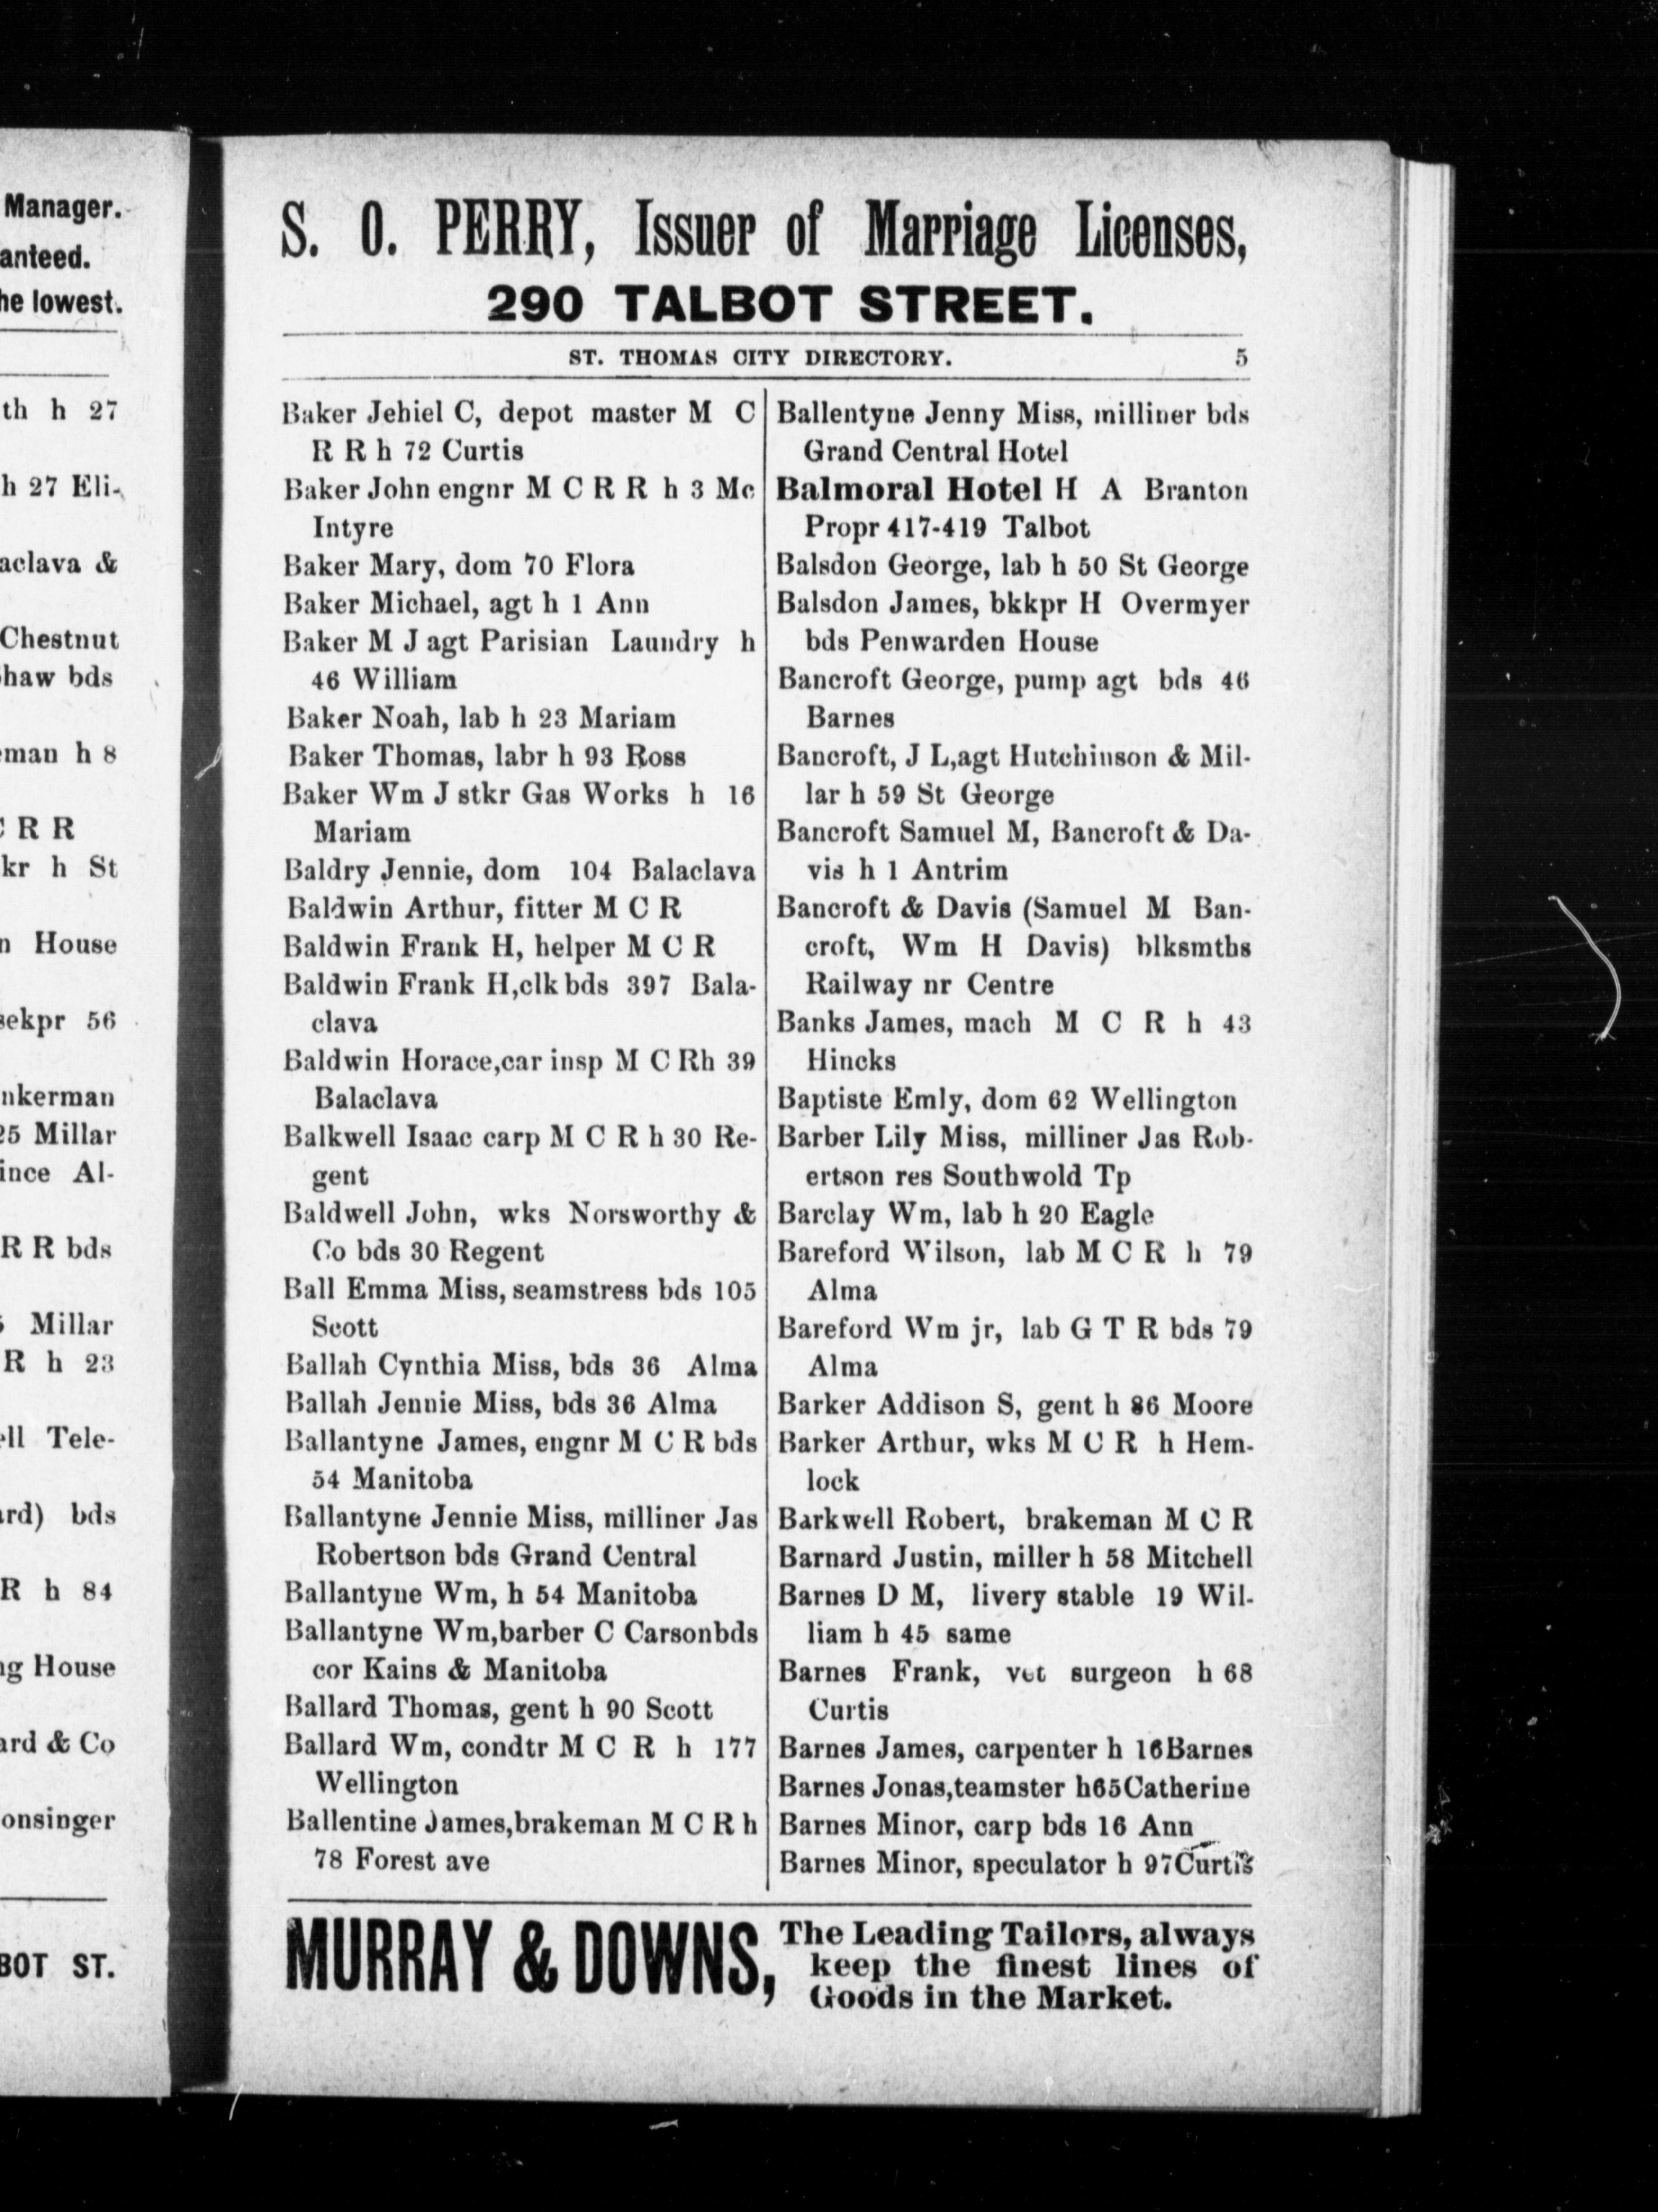 Manager.
anteed.
he lowest.
th h 27
h 27 Eli-
aclava &
Chestnut
haw bds
man h 8
R R
kr h St
House
sekpr 56
nkerman
25 Millar
ince Al-
R R bds
Millar
R h 23
ell Tele-
ard) bds
R h 84
ng House
ard & Co
onsinger
BOT ST.
S. O. PERRY, Issuer of Marriage Licenses,
290 TALBOT STREET.
ST. THOMAS CITY DIRECTORY. 5
Baker Jehiel C, depot master M C
R R h 72 Curtis
Baker John engnr M C R R h 3 Mc
Intyre
Baker Mary, dom 70 Flora
Baker Michael, agt h 1 Ann
Baker M J agt Parisian Laundry h
46 William
Baker Noah, lab h 23 Mariam
Baker Thomas, labr h 93 Ross
Baker Wm J stkr Gas Works h 16
Mariam
Baldry Jennie, dom 104 Balaclava
Baldwin Arthur, fitter M C R
Baldwin Frank H, helper M C R
Baldwin Frank H,clk bds 397 Bala-
clava
Baldwin Horace,car insp M C Rh 39
Balaclava
Balkwell Isaac carp M C R h 30 Re-
gent
Baldwell John, wks Norsworthy &
Co bds 30 Regent
Ball Emma Miss, seamstress bds 105
Scott
Ballah Cynthia Miss, bds 36 Alma
Ballah Jennie Miss, bds 36 Alma
Ballantyne James, engnr M C R bds
54 Manitoba
Ballantyne Jennie Miss, milliner Jas
Robertson bds Grand Central
Ballantyne Wm, h 54 Manitoba
Ballantyne Wm,barber C Carsonbds
cor Kains & Manitoba
Ballard Thomas, gent h 90 Scott
Ballard Wm, condtr M C R h 177
Wellington
Ballentine James,brakeman M C R h
78 Forest ave
Ballentyne Jenny Miss, milliner bds
Grand Central Hotel
Balmoral Hotel H A Branton
Propr 417-419 Talbot
Balsdon George, lab h 50 St George
Balsdon James, bkkpr H Overmyer
bds Penwarden House
Bancroft George, pump agt bds 46
Barnes
Bancroft, J L,agt Hutchinson & Mil-
lar h 59 St George
Bancroft Samuel M, Bancroft & Da-
vis h 1 Antrim
Bancroft & Davis (Samuel M Ban-
croft, Wm H Davis) blksmths
Railway nr Centre
Banks James, mach M C R h 43
Hincks
Baptiste Emly, dom 62 Wellington
Barber Lily Miss, milliner Jas Rob-
ertson res Southwold Tp
Barclay Wm, lab h 20 Eagle
Bareford Wilson, lab M C R h 79
Alma
Bareford Wm jr, lab G T R bds 79
Alma
Barker Addison S, gent h 86 Moore
Barker Arthur, wks M C R h Hem-
lock
Barkwell Robert, brakeman M C R
Barnard Justin, miller h 58 Mitchell
Barnes D M, livery stable 19 Wil-
liam h 45 same
Barnes Frank, vet surgeon h 68
Curtis
Barnes James, carpenter h 16Barnes
Barnes Jonas,teamster h65Catherine
Barnes Minor, carp bds 16 Ann
Barnes Minor, speculator h 97Curtis
MURRAY & DOWNS, The Leading Tailors, always
keep the finest lines of
Goods in the Market.